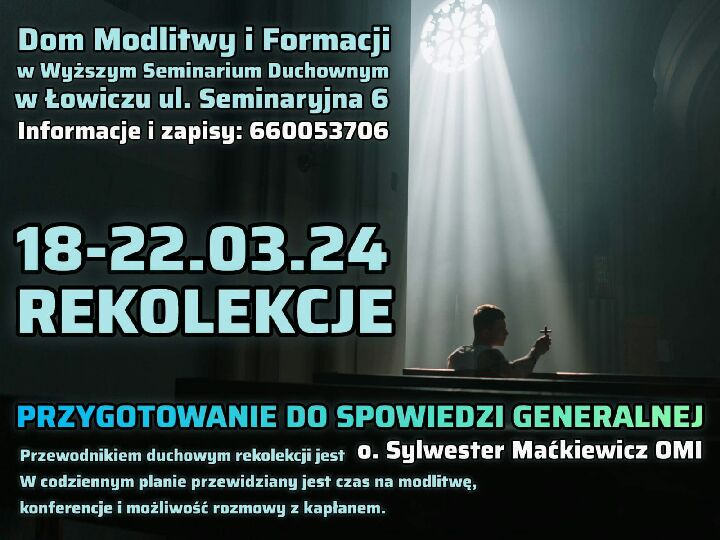 Dom Modlitwy i Formacji
w Wyższym Seminarium Duchownym
w Łowiczu ul. Seminaryjna 6
Informacje i zapisy: 660053706
18-22.03.24
REKOLEKCJE
PRZYGOTOWANIE DO SPOWIEDZI GENERALNEJ
Przewodnikiem duchowym rekolekcji jest o. Sylwester Maćkiewicz OMI
W codziennym planie przewidziany jest czas na modlitwę,
konferencje i możliwość rozmowy z kapłanem.